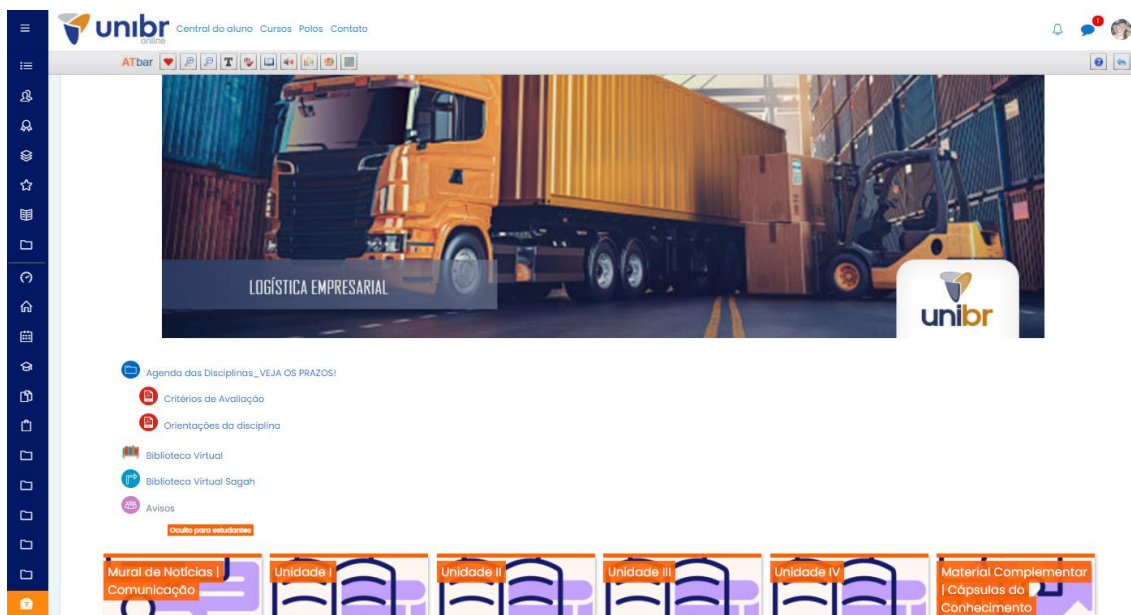 unibr
online
Central do aluno Cursos Polos Contato
1
ATbar
T
LOGÍSTICA EMPRESARIAL
unibr
Agenda das Disciplinas_VEJA OS PRAZOS!
Critérios de Avaliação
Orientações da disciplina
Biblioteca Virtual
Biblioteca Virtual Sagah
Avisos
Oculto para estudantes
Mural de Notícias |
Comunicação
Unidade I
Unidade II
Unidade III
Unidade IV
Material Complementar
| Cápsulas do
Conhecimento